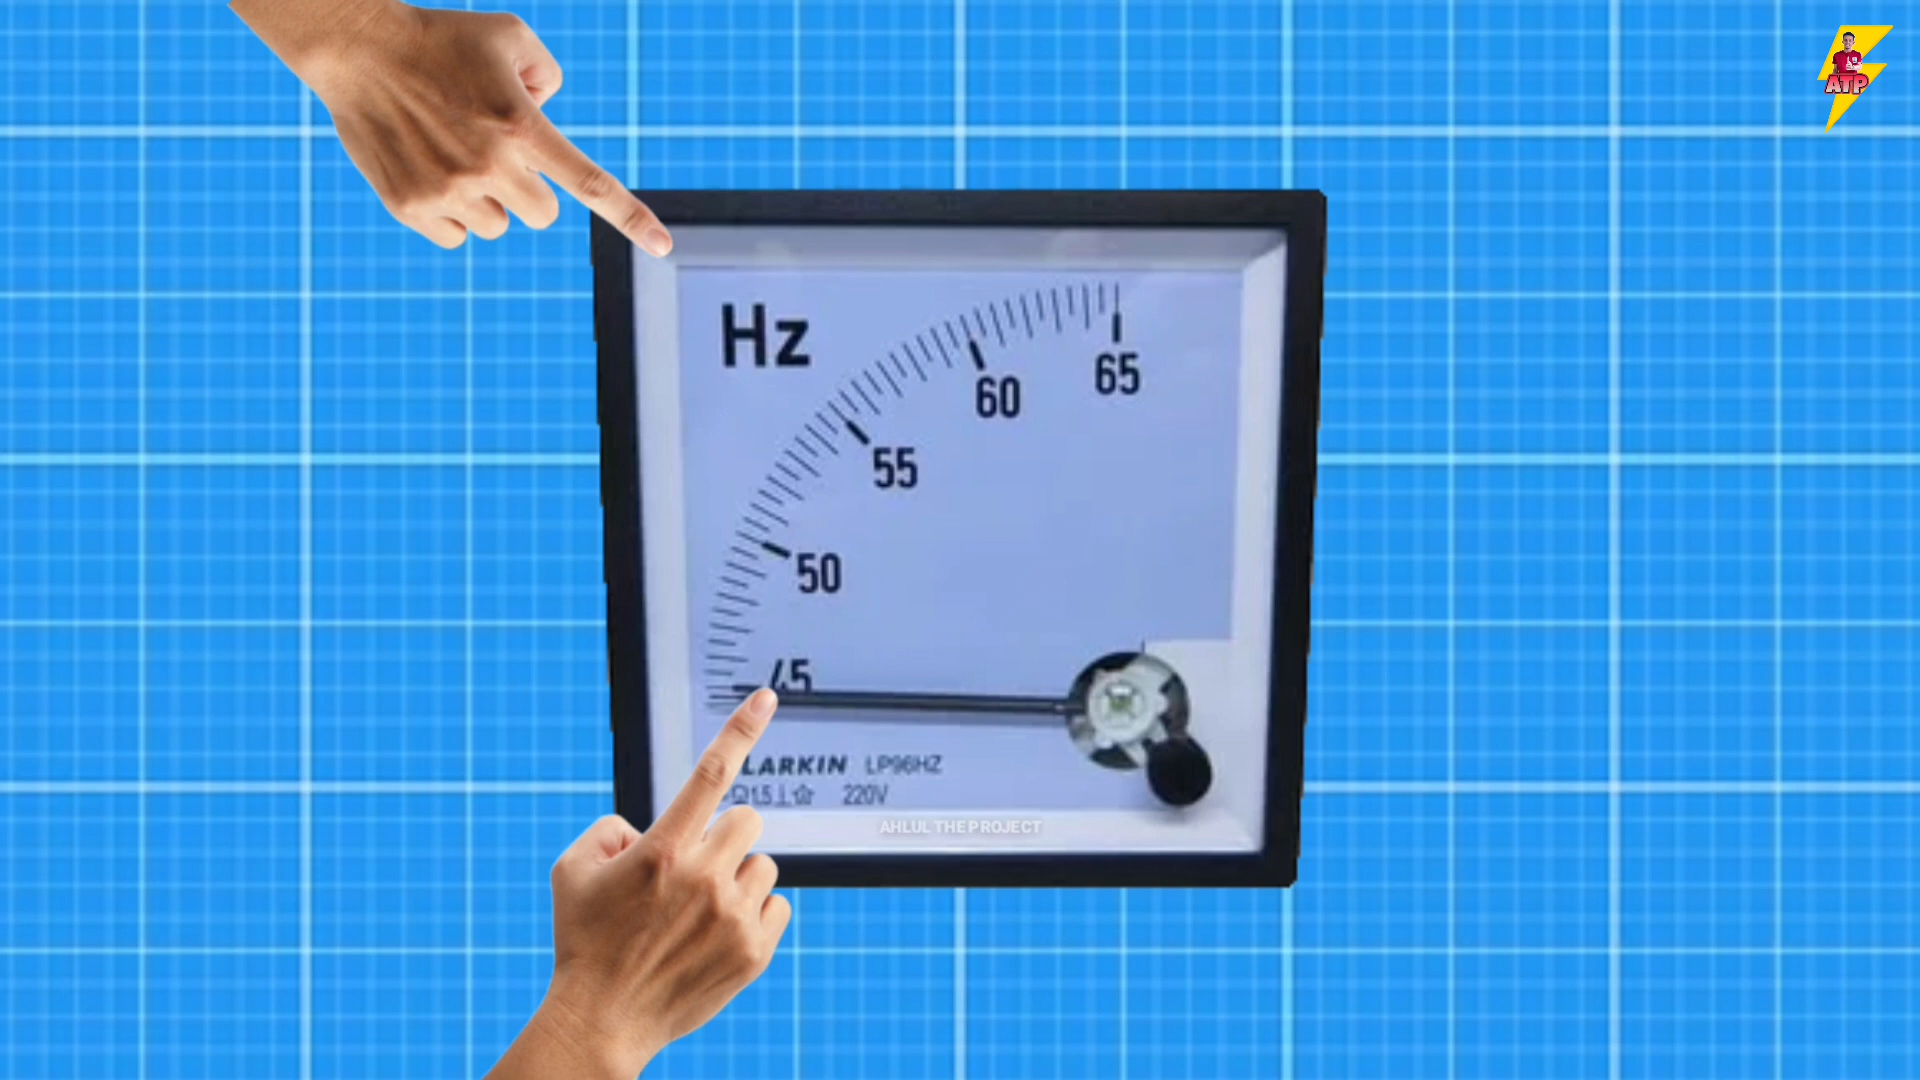 ATP
Hz
65
60
55
50
45
LARKIN LP96HZ
1.5 220V
AHLUL THE PROJECT